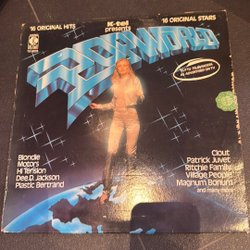 16 ORIGINAL HITS
K-tel
presents
16 ORIGINAL STARS
Blondie
Motors
Hi Tension
Dee D. Jackson
Plastic Bertrand
Clout
Patrick Juvet
Ritchie Family
Village People
Magnum Bonum
and many more